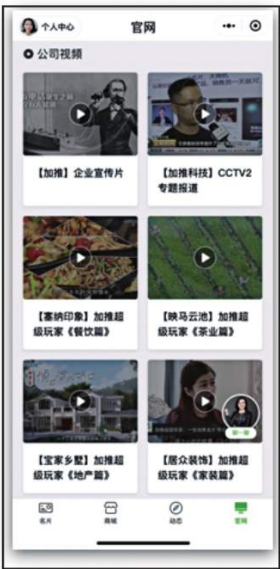 个人中心
官网
公司视频
【加推】企业宣传片
【加推科技】CCTV2
专题报道
【塞纳印象】加推超
级玩家《餐饮篇》
【映马云池】加推超
级玩家《茶业篇》
【宝家乡墅】加推超
级玩家《地产篇》
【居众装饰】加推超
级玩家《家装篇》
聊一聊
名片
商城
动态
官网